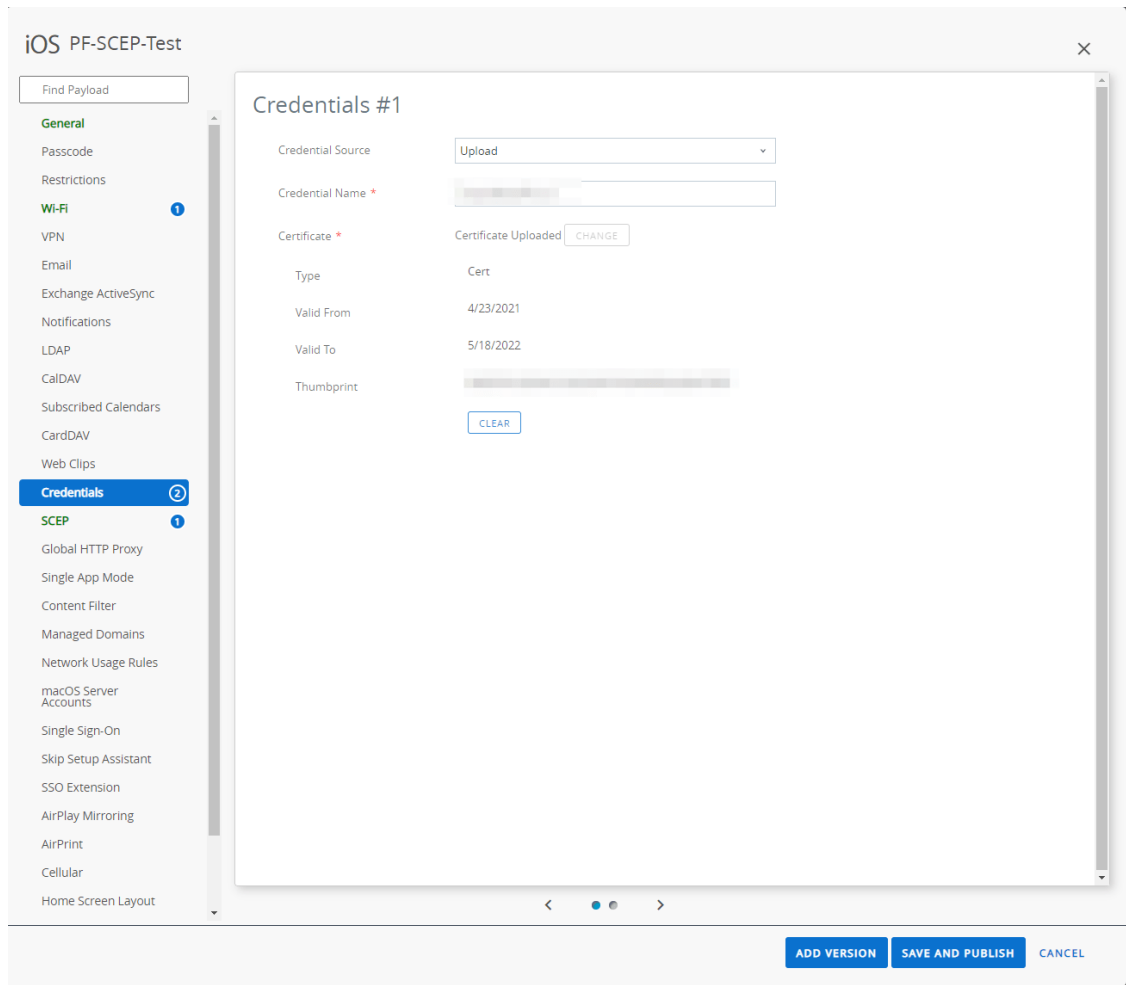 iOS PF-SCEP-Test
Find Payload
General
Passcode
Restrictions
Wi-Fi 1
VPN
Email
Exchange ActiveSync
Notifications
LDAP
CalDAV
Subscribed Calendars
CardDAV
Web Clips
Credentials 2
SCEP 1
Global HTTP Proxy
Single App Mode
Content Filter
Managed Domains
Network Usage Rules
macOS Server
Accounts
Single Sign-On
Skip Setup Assistant
SSO Extension
AirPlay Mirroring
AirPrint
Cellular
Home Screen Layout
Credentials #1
Credential Source Upload
Credential Name *
Certificate * Certificate Uploaded CHANGE
Type Cert
Valid From 4/23/2021
Valid To 5/18/2022
Thumbprint
CLEAR
ADD VERSION SAVE AND PUBLISH CANCEL